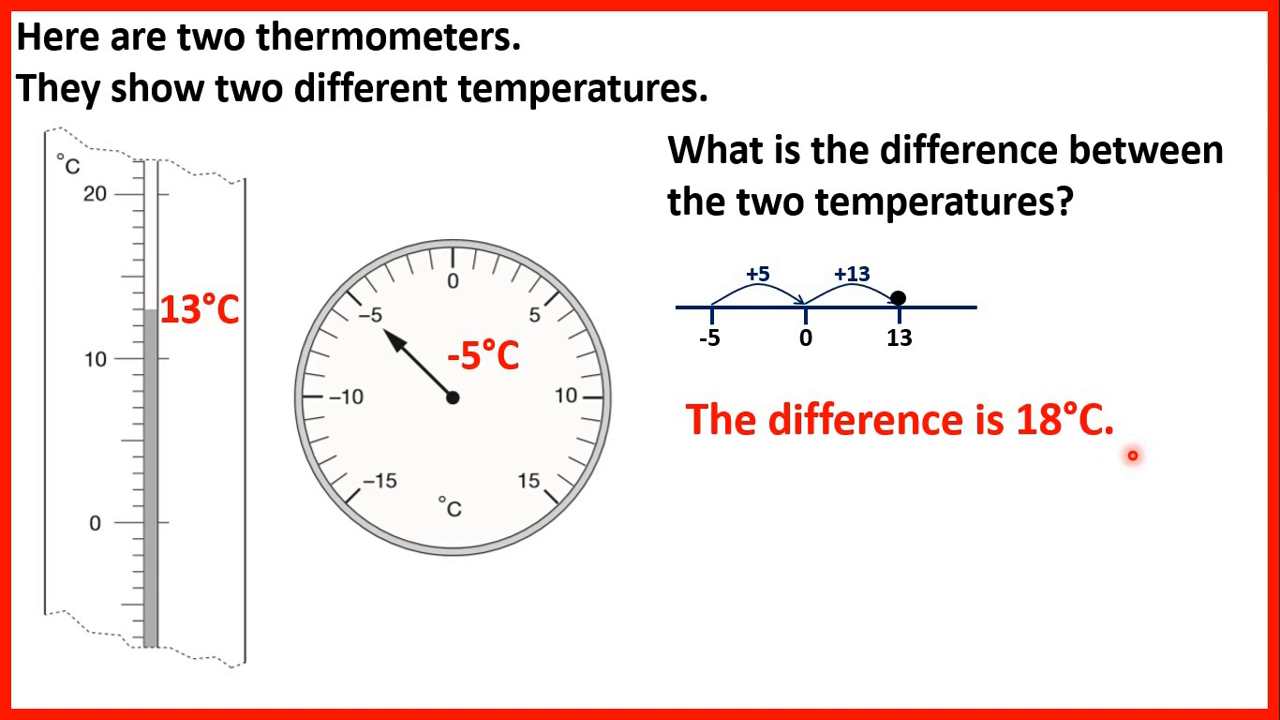 Here are two thermometers.
They show two different temperatures.
What is the difference between
the two temperatures?
°C
20
13°C
10
0
0
–5
5
-5°C
–10
10
–15
15
°C
+5
+13
-5
0
13
The difference is 18°C.